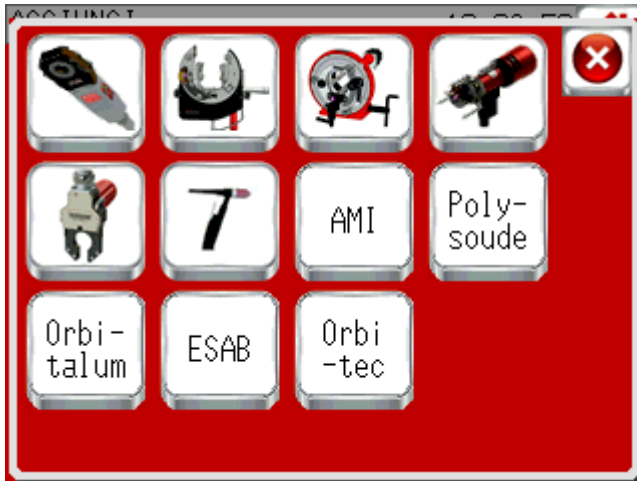 AMI
Poly-
soude
Orbi-
talum
ESAB
Orbi
-tec